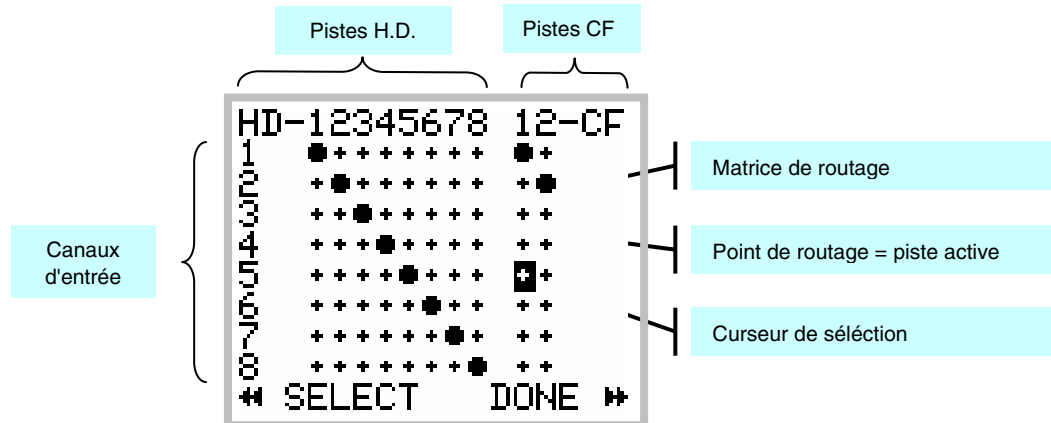 Pistes H.D.
Pistes CF
HD-12345678 12-CF
1
2
3
4
5
6
7
8
SELECT DONE
Canaux
d'entrée
Matrice de routage
Point de routage = piste active
Curseur de séléction